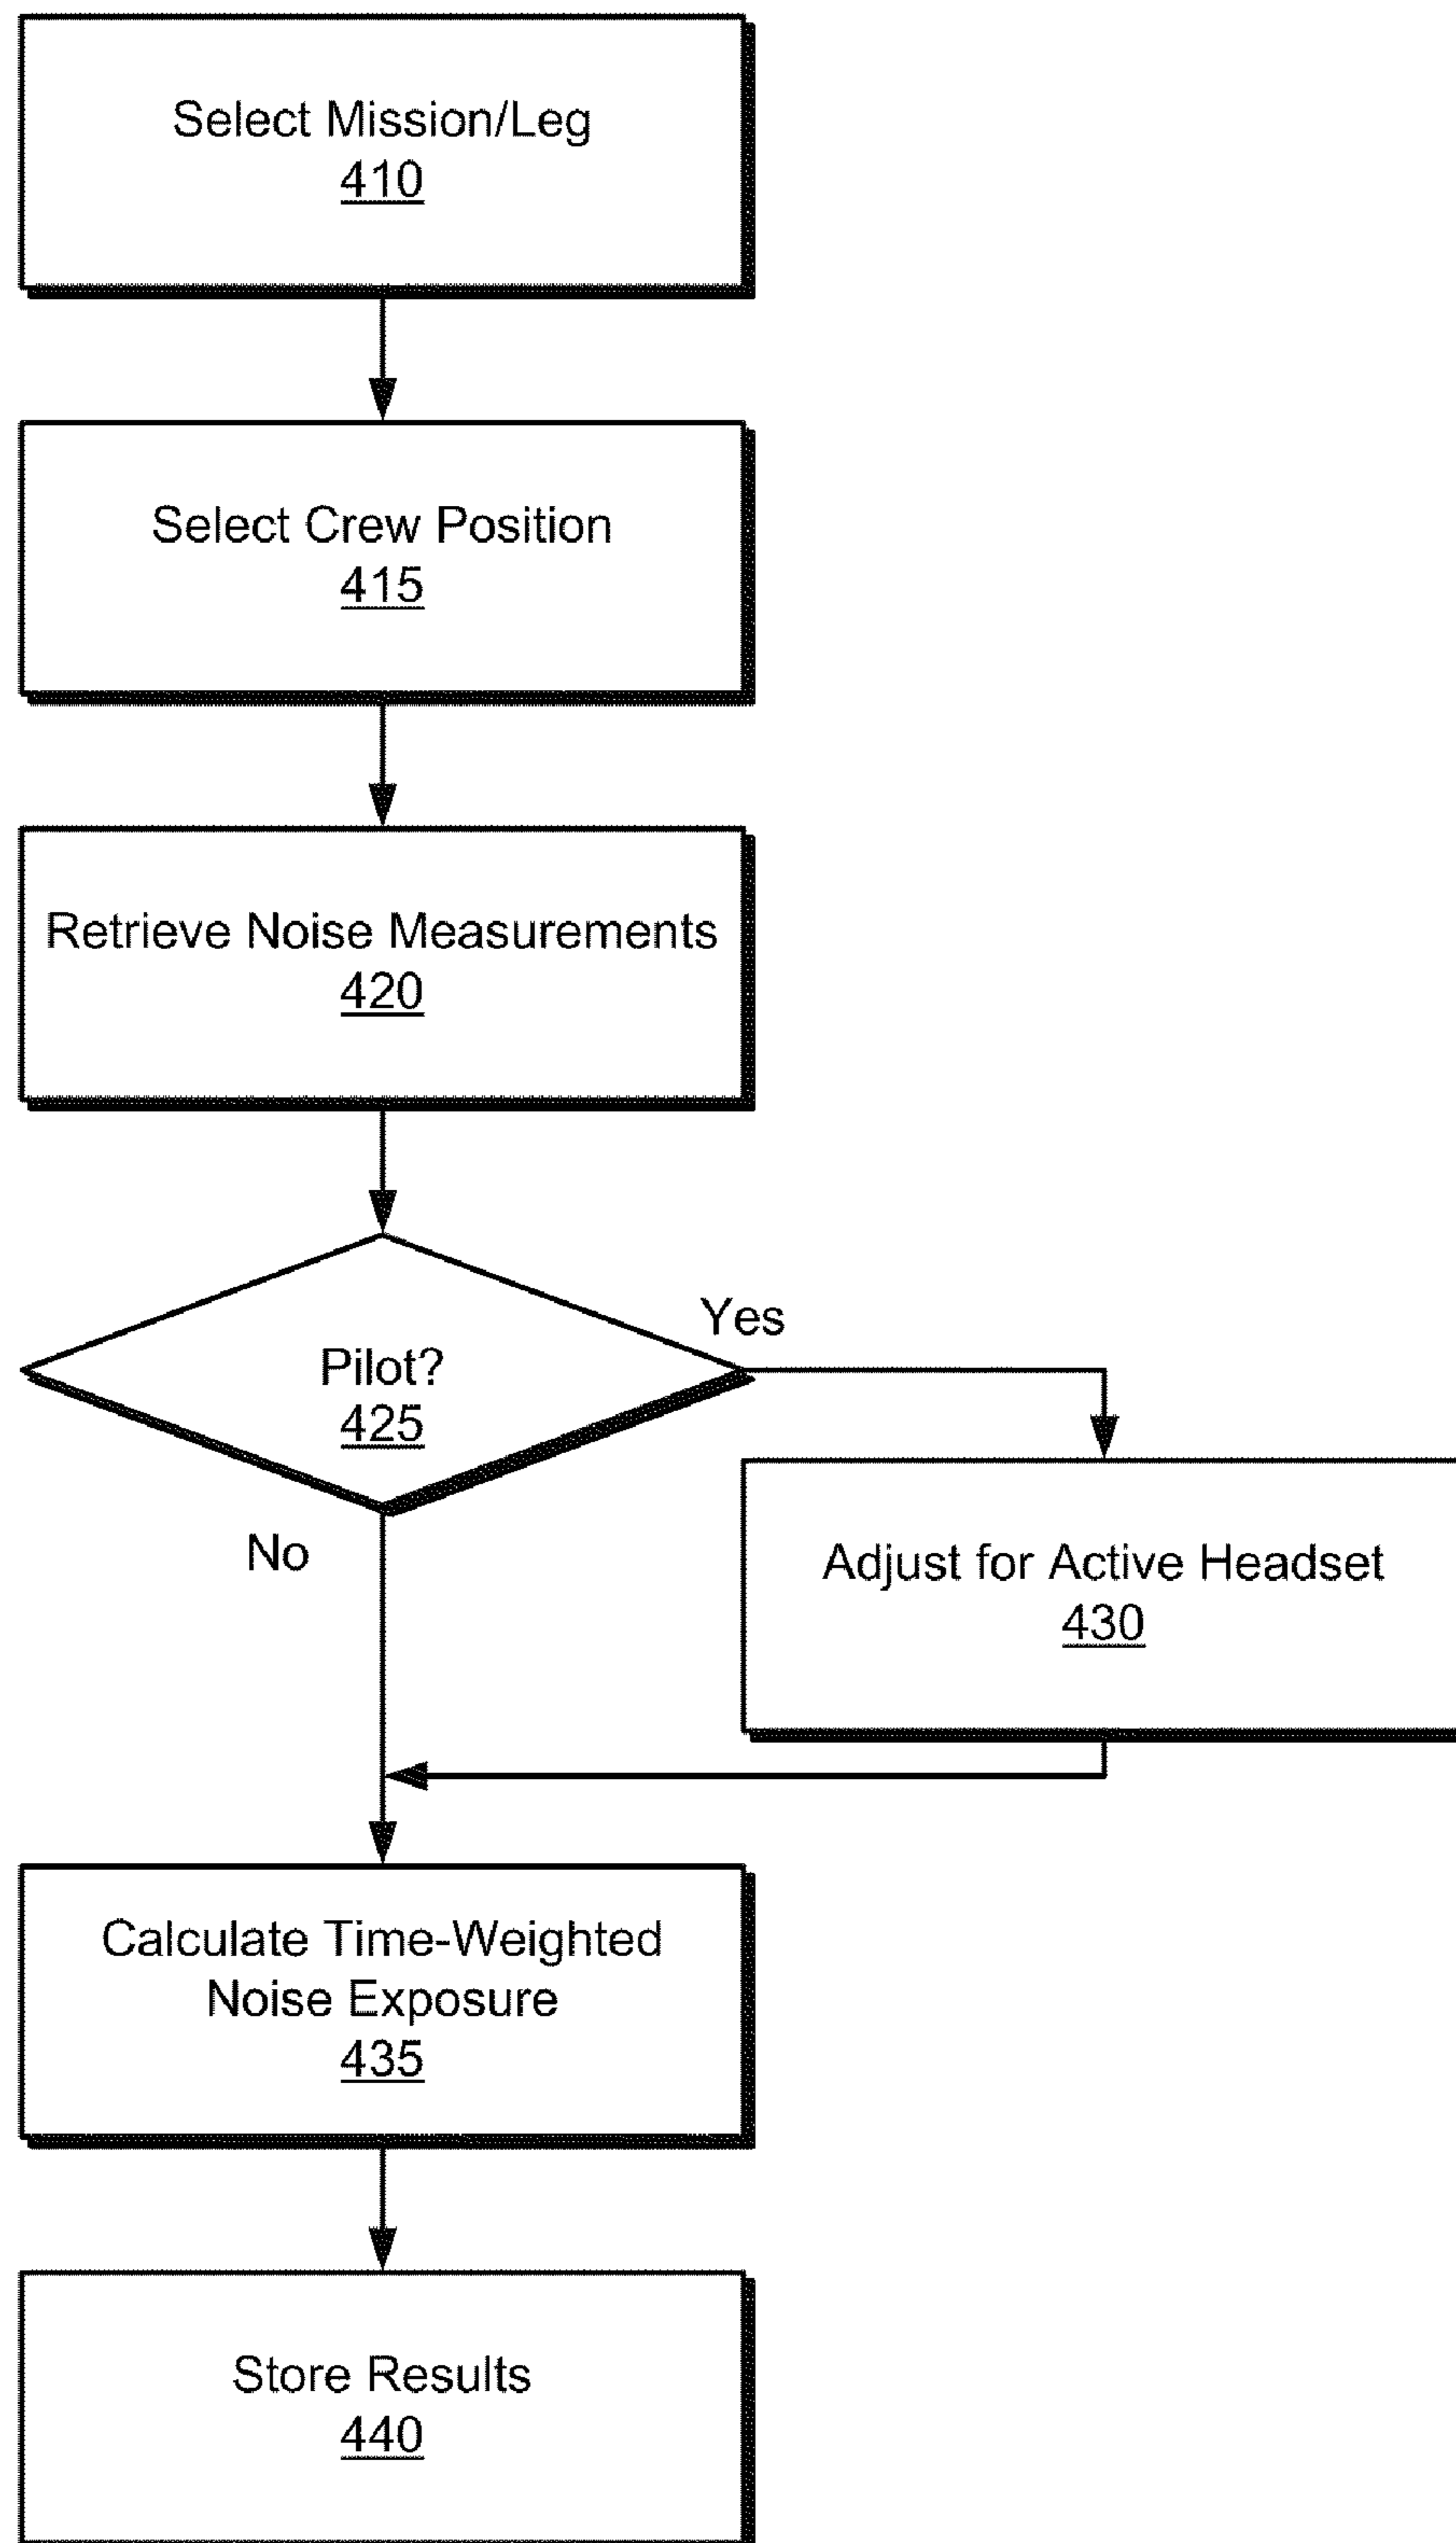 Select Mission/Leg
410
Select Crew Position
415
Retrieve Noise Measurements
420
Pilot?
425
Yes
No
Adjust for Active Headset
430
Calculate Time-Weighted
Noise Exposure
435
Store Results
440